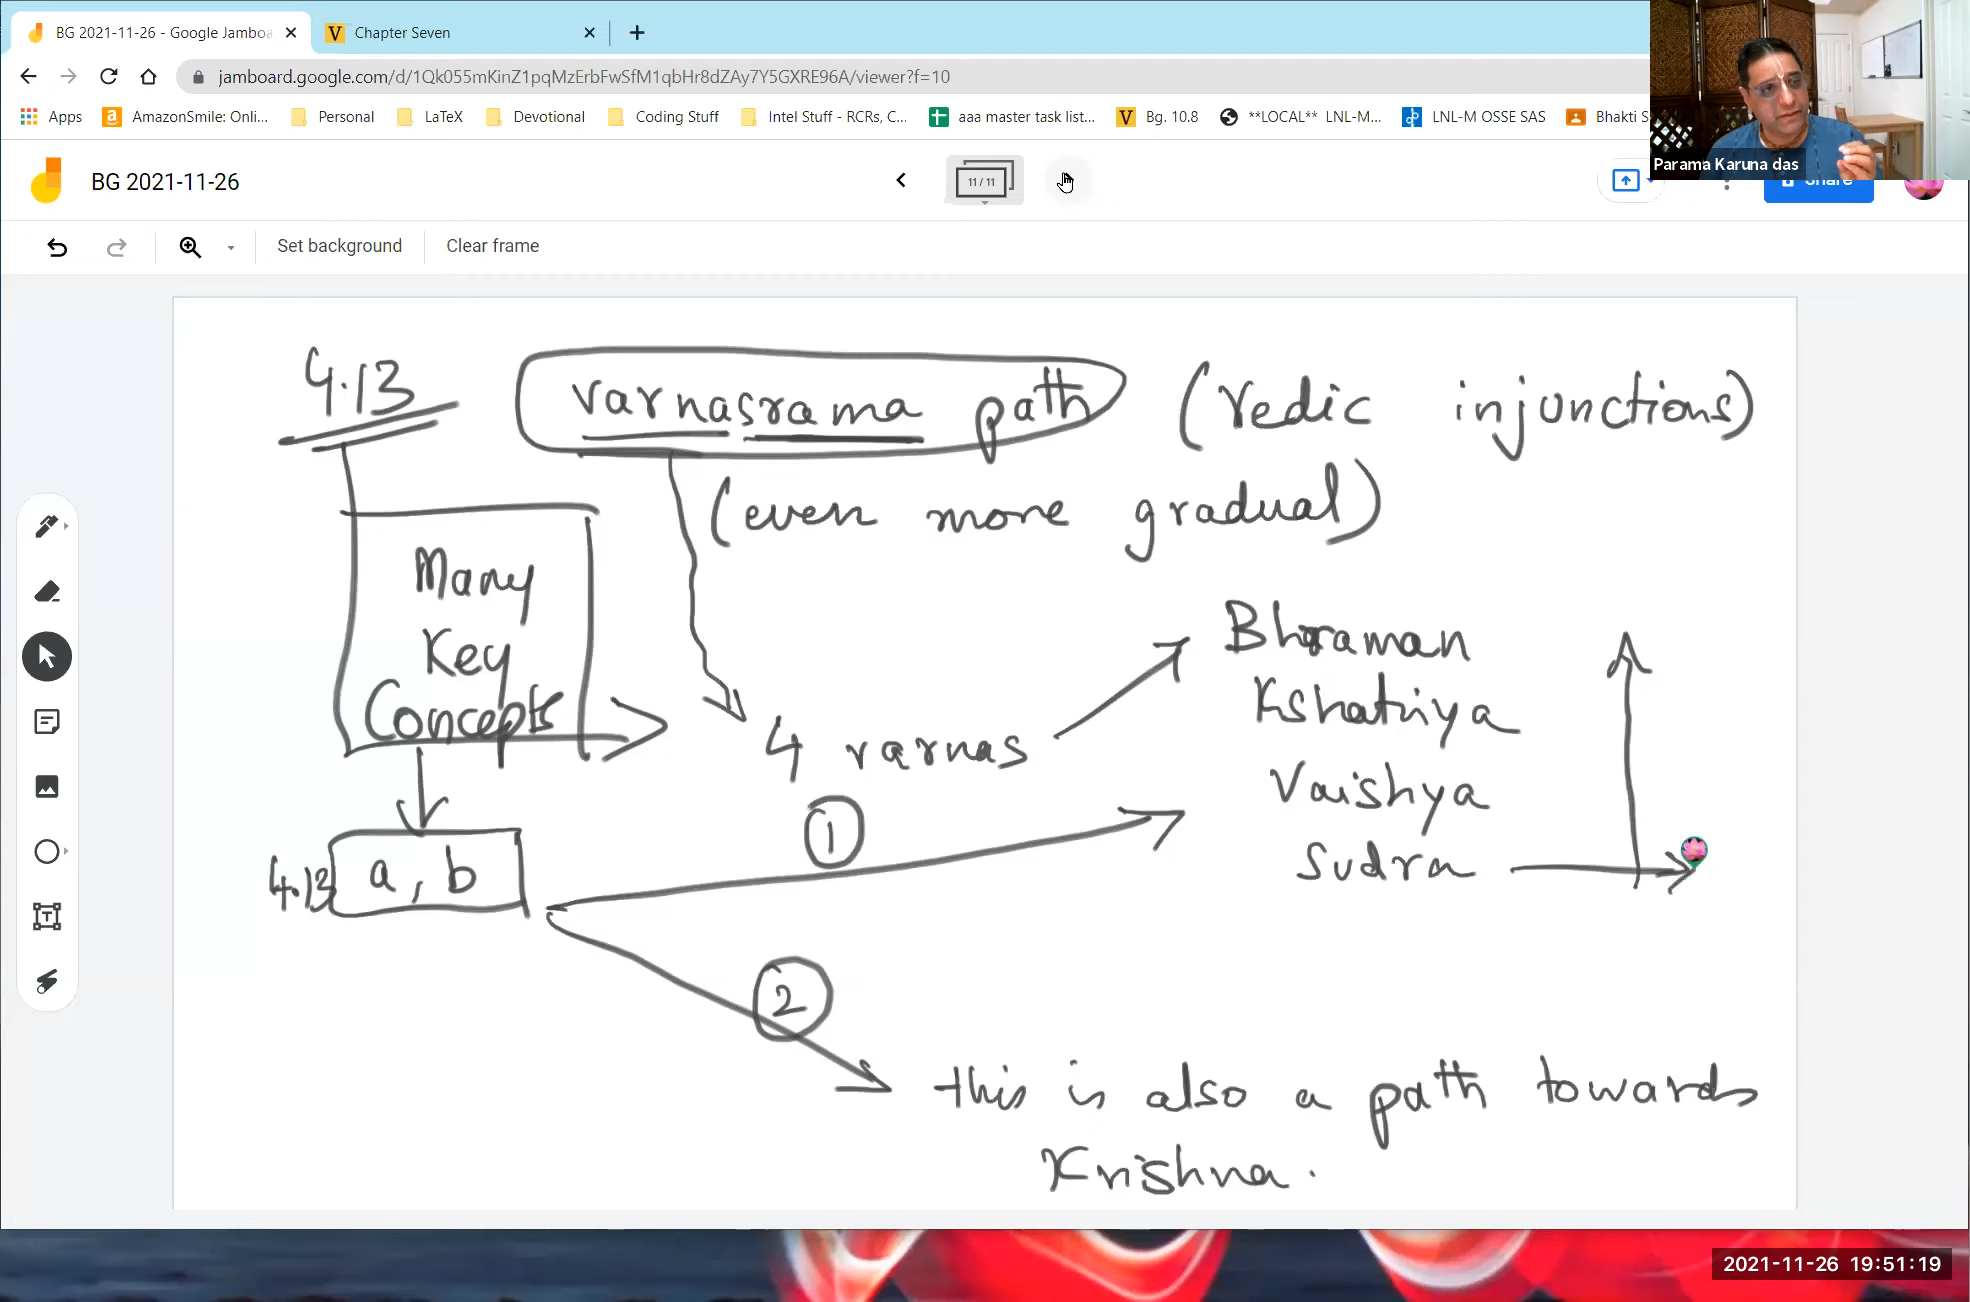 BG 2021-11-26 - Google Jamboa
Chapter Seven
jamboard.google.com/d/1Qk055mKinZ1pqMzErbFwSfM1qbHr8dZAy7Y5GXRE96A/viewer?f=10
Apps AmazonSmile: Onli... Personal LaTeX Devotional Coding Stuff Intel Stuff - RCRs, C... aaa master task list... Bg. 10.8 **LOCAL** LNL-M... LNL-M OSSE SAS Bhakti S
Parama Karuna das
BG 2021-11-26
11 / 11
Share
Set background Clear frame
4.13 varnasrama path (vedic injunctions)
(even more gradual)
Many
Key
Concepts
4 varnas
Bhraman
Kshatriya
Vaishya
Sudra
4.13 a, b
1
2
this is also a path towards
Krishna.
2021-11-26 19:51:19